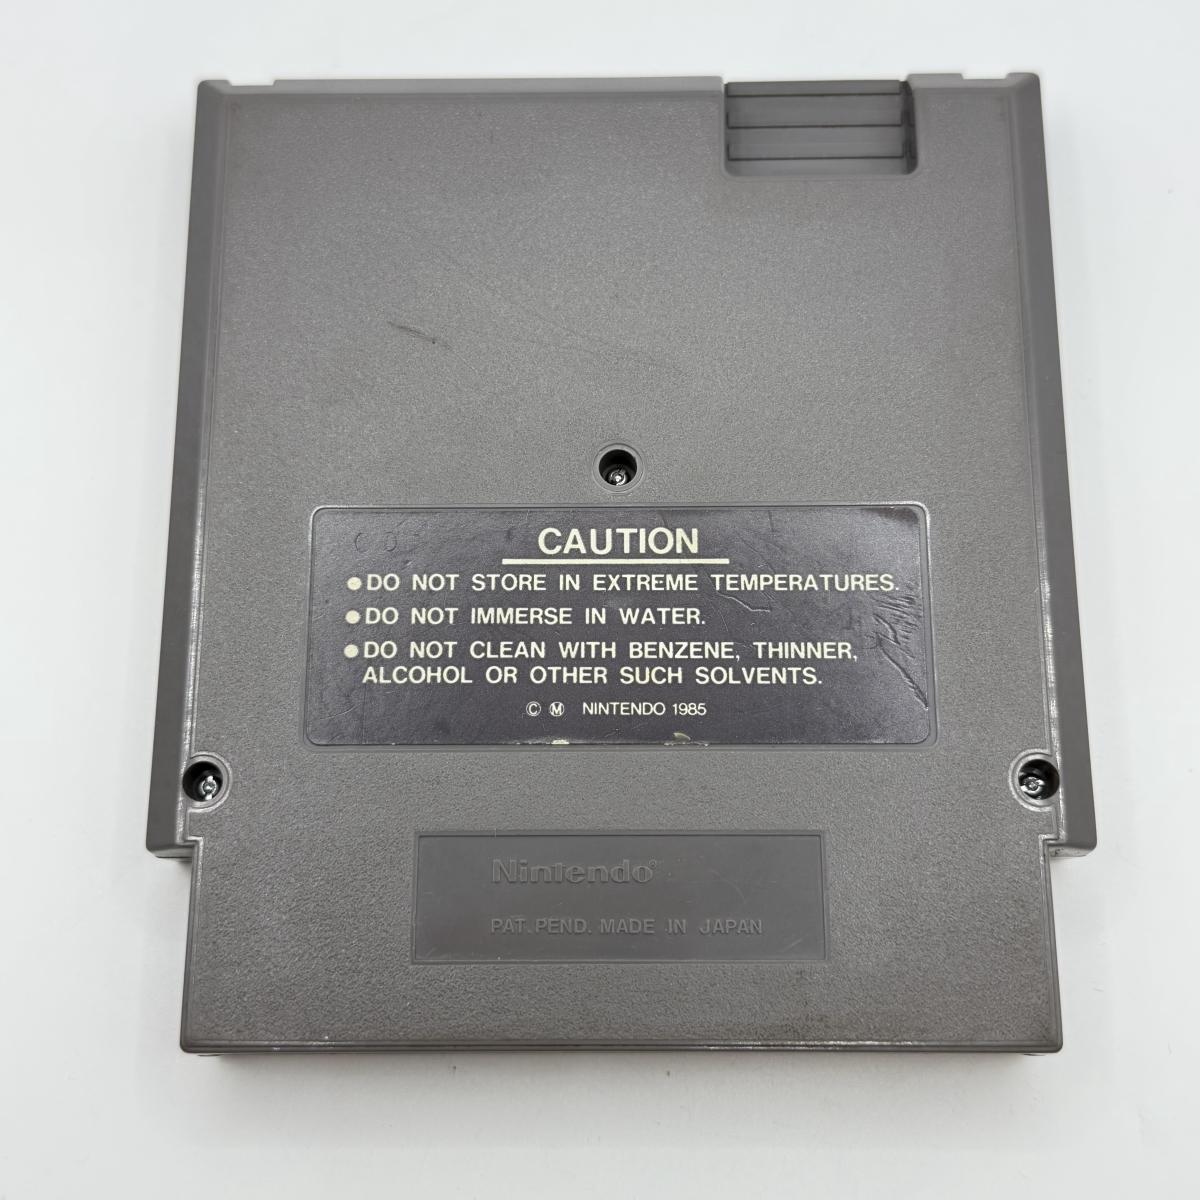 CAUTION
●DO NOT STORE IN EXTREME TEMPERATURES.
●DO NOT IMMERSE IN WATER.
●DO NOT CLEAN WITH BENZENE, THINNER,
ALCOHOL OR OTHER SUCH SOLVENTS.
© Ⓜ NINTENDO 1985
Nintendo®
PAT. PEND. MADE IN JAPAN